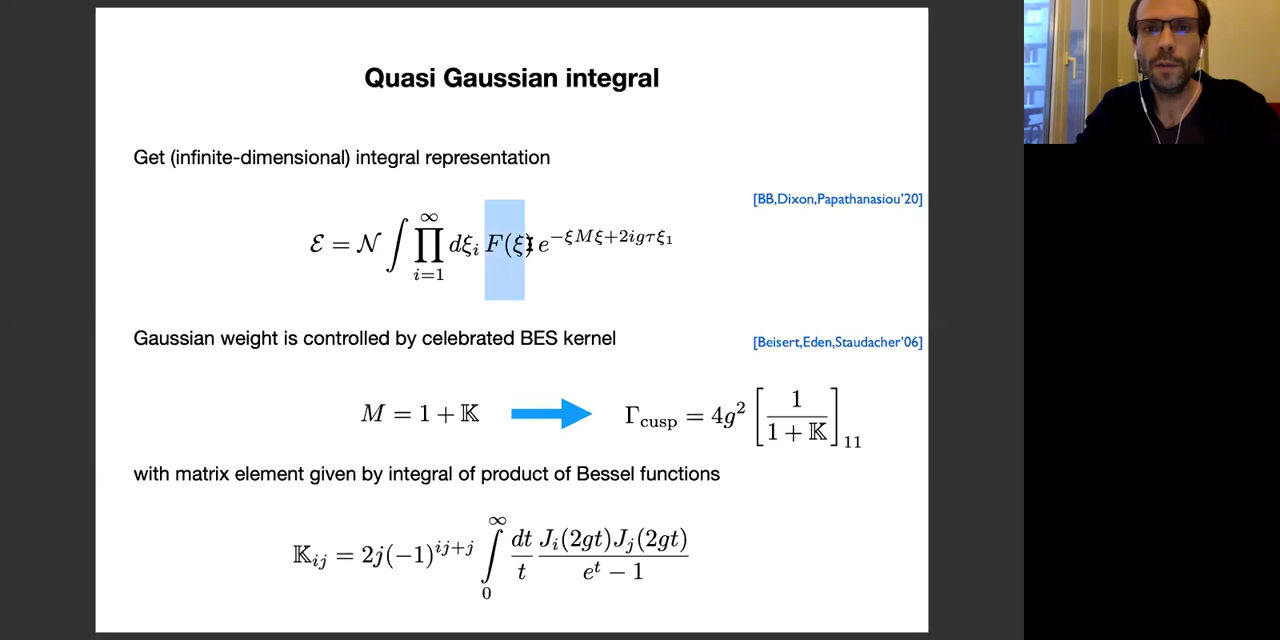 Quasi Gaussian integral
Get (infinite-dimensional) integral representation
[BB,Dixon,Papathanasiou'20]
ℰ = 𝒩 ∫ ∏_{i=1}^{∞} dξ_i F(ξ) e^{−ξMξ+2igτξ_1}
Gaussian weight is controlled by celebrated BES kernel
[Beisert,Eden,Staudacher'06]
M = 1 + 𝕂
Γ_cusp = 4g² [1/(1 + 𝕂)]_{11}
with matrix element given by integral of product of Bessel functions
𝕂_{ij} = 2j(−1)^{ij+j} ∫_0^∞ dt/t J_i(2gt)J_j(2gt)/(e^t − 1)